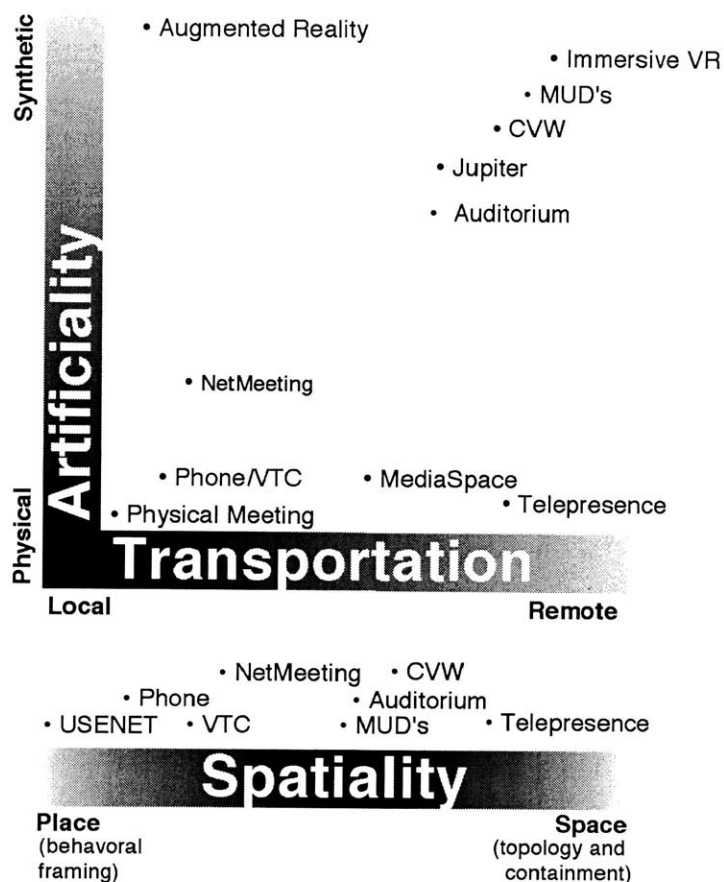 Synthetic
• Augmented Reality
• Immersive VR
• MUD's
• CVW
• Jupiter
• Auditorium
Artificiality
• NetMeeting
• Phone/VTC
• MediaSpace
• Telepresence
• Physical Meeting
Physical
Transportation
Local
Remote
• NetMeeting
• CVW
• Phone
• Auditorium
• USENET
• VTC
• MUD's
• Telepresence
Spatiality
Place
(behavoral
framing)
Space
(topology and
containment)